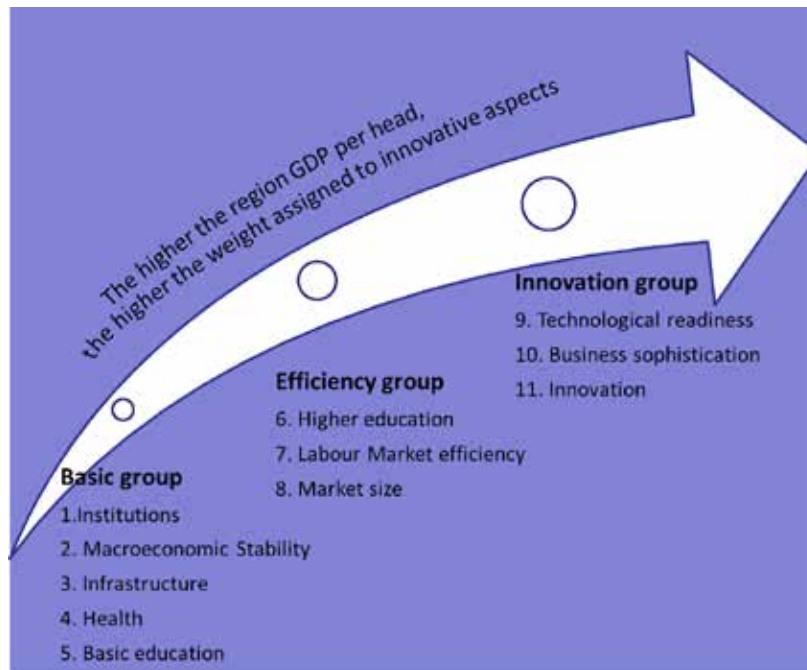 The higher the region GDP per head,
the higher the weight assigned to innovative aspects
Innovation group
9. Technological readiness
10. Business sophistication
11. Innovation
Efficiency group
6. Higher education
7. Labour Market efficiency
8. Market size
Basic group
1.Institutions
2. Macroeconomic Stability
3. Infrastructure
4. Health
5. Basic education